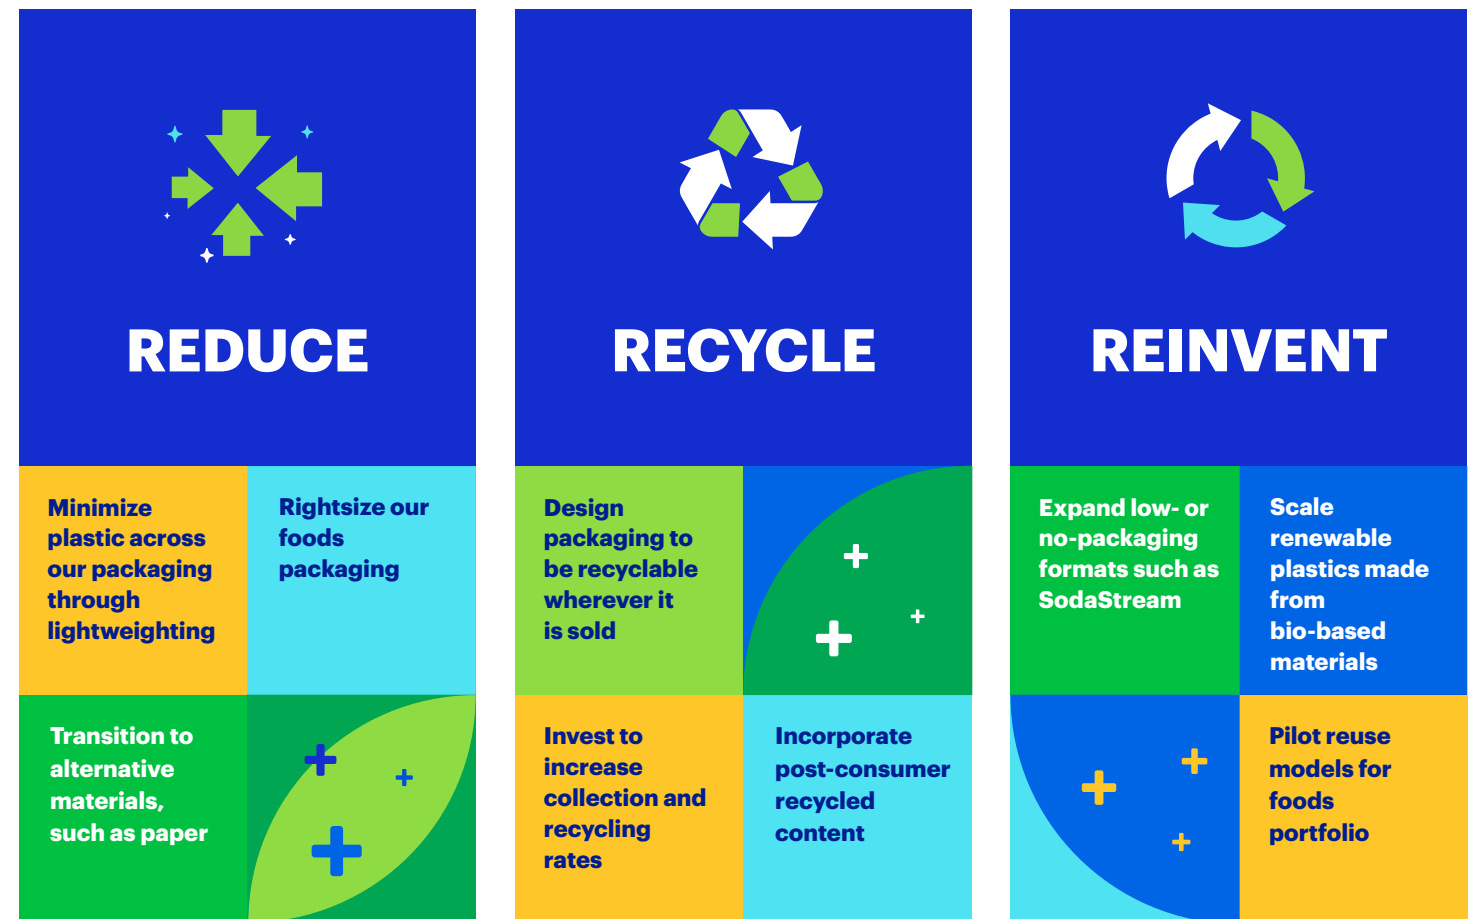 REDUCE
Minimize
plastic across
our packaging
through
lightweighting
Rightsize our
foods
packaging
Transition to
alternative
materials,
such as paper
RECYCLE
Design
packaging to
be recyclable
wherever it
is sold
Invest to
increase
collection and
recycling
rates
Incorporate
post-consumer
recycled
content
REINVENT
Expand low- or
no-packaging
formats such as
SodaStream
Scale
renewable
plastics made
from
bio-based
materials
Pilot reuse
models for
foods
portfolio